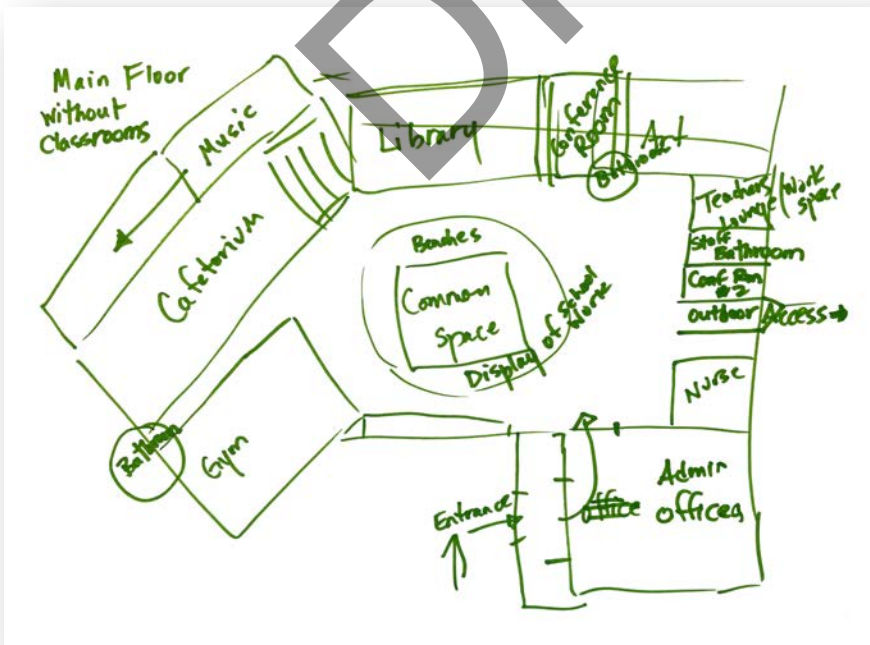 Main Floor
without
Classrooms
Music
Cafetorium
Library
Conference
Room
Art
Bathroom
Teachers
Lounge/Work
space
Staff
Bathroom
Conf Rm
#2
outdoor Access
Nurse
Benches
Common
Space
Display of School Work
Bathroom
Gym
Entrance
office
Admin
offices